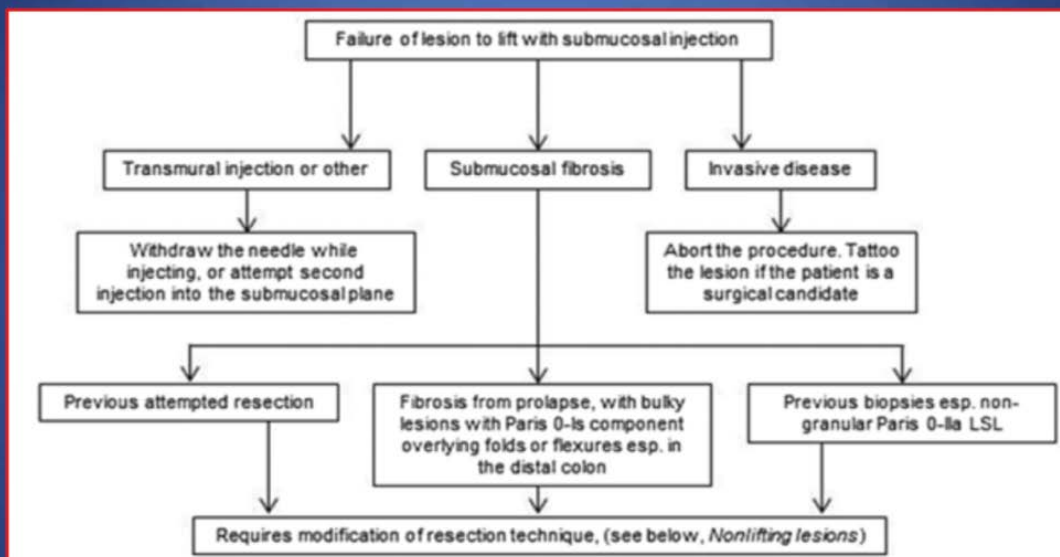 Failure of lesion to lift with submucosal injection
Transmural injection or other
Submucosal fibrosis
Invasive disease
Withdraw the needle while
injecting, or attempt second
injection into the submucosal plane
Abort the procedure. Tattoo
the lesion if the patient is a
surgical candidate
Previous attempted resection
Fibrosis from prolapse, with bulky
lesions with Paris 0-Is component
overlying folds or flexures esp. in
the distal colon
Previous biopsies esp. non-
granular Paris 0-IIa LSL
Requires modification of resection technique, (see below, Nonlifting lesions)